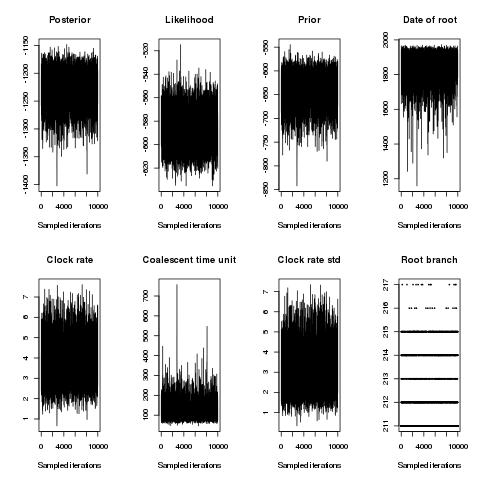 Posterior Likelihood Prior Date of root
-1400 -1350 -1300 -1250 -1200 -1150
-620 -600 -580 -560 -540 -520
-850 -800 -750 -700 -650 -600 -550
1200 1400 1600 1800 2000
0 4000 10000 0 4000 10000 0 4000 10000 0 4000 10000
Sampled iterations Sampled iterations Sampled iterations Sampled iterations
Clock rate Coalescent time unit Clock rate std Root branch
1 2 3 4 5 6 7
100 200 300 400 500 600 700
1 2 3 4 5 6 7
211 212 213 214 215 216 217
0 4000 10000 0 4000 10000 0 4000 10000 0 4000 10000
Sampled iterations Sampled iterations Sampled iterations Sampled iterations